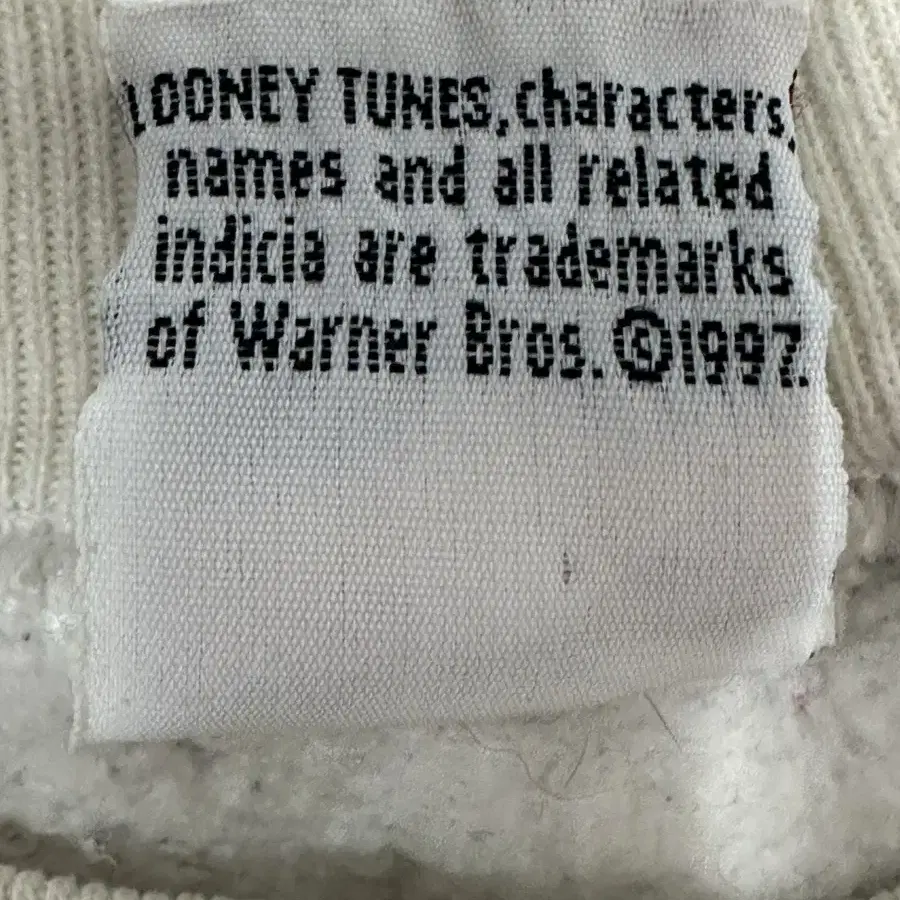 LOONEY TUNES, characters,
names and all related
indicia are trademarks
of Warner Bros. ©1997.